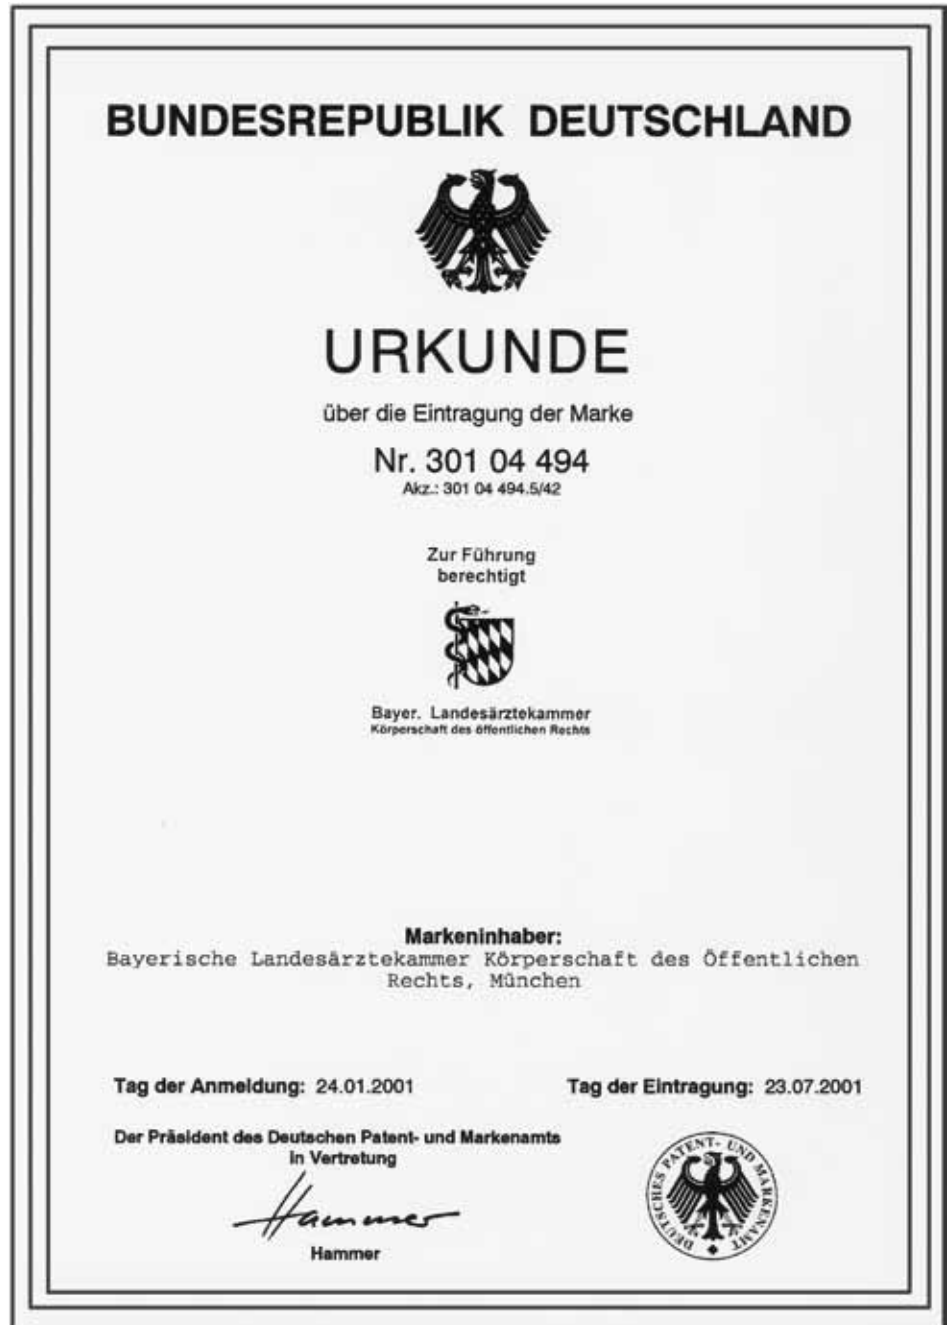 BUNDESREPUBLIK DEUTSCHLAND
URKUNDE
über die Eintragung der Marke
Nr. 301 04 494
Akz.: 301 04 494.5/42
Zur Führung
berechtigt
Bayer. Landesärztekammer
Körperschaft des öffentlichen Rechts
Markeninhaber:
Bayerische Landesärztekammer Körperschaft des Öffentlichen
Rechts, München
Tag der Anmeldung: 24.01.2001
Tag der Eintragung: 23.07.2001
Der Präsident des Deutschen Patent- und Markenamts
In Vertretung
Hammer
Hammer
DEUTSCHES PATENT- UND MARKENAMT